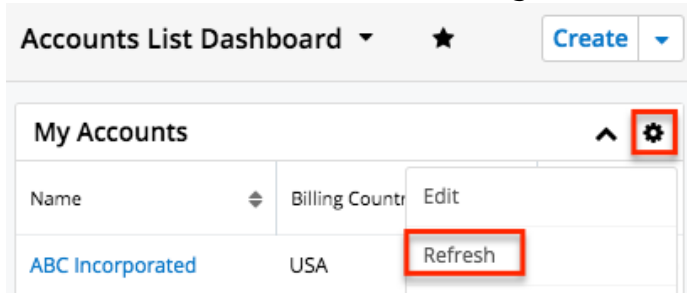 Accounts List Dashboard
Create
My Accounts
Name
Billing Countr
Edit
ABC Incorporated
USA
Refresh